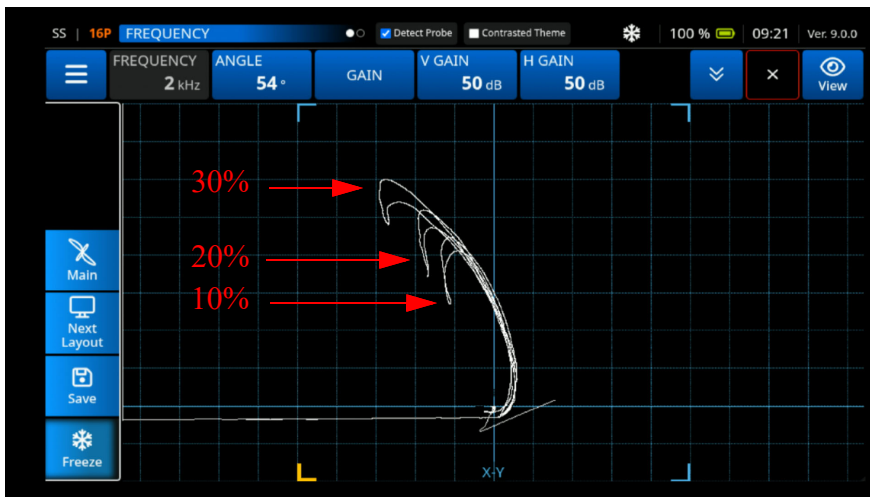 SS | 16P FREQUENCY Detect Probe Contrasted Theme 100 % 09:21 Ver. 9.0.0
FREQUENCY ANGLE GAIN V GAIN H GAIN View
2 kHz 54 ° 50 dB 50 dB
30%
20%
10%
Main
Next
Layout
Save
Freeze
X-Y